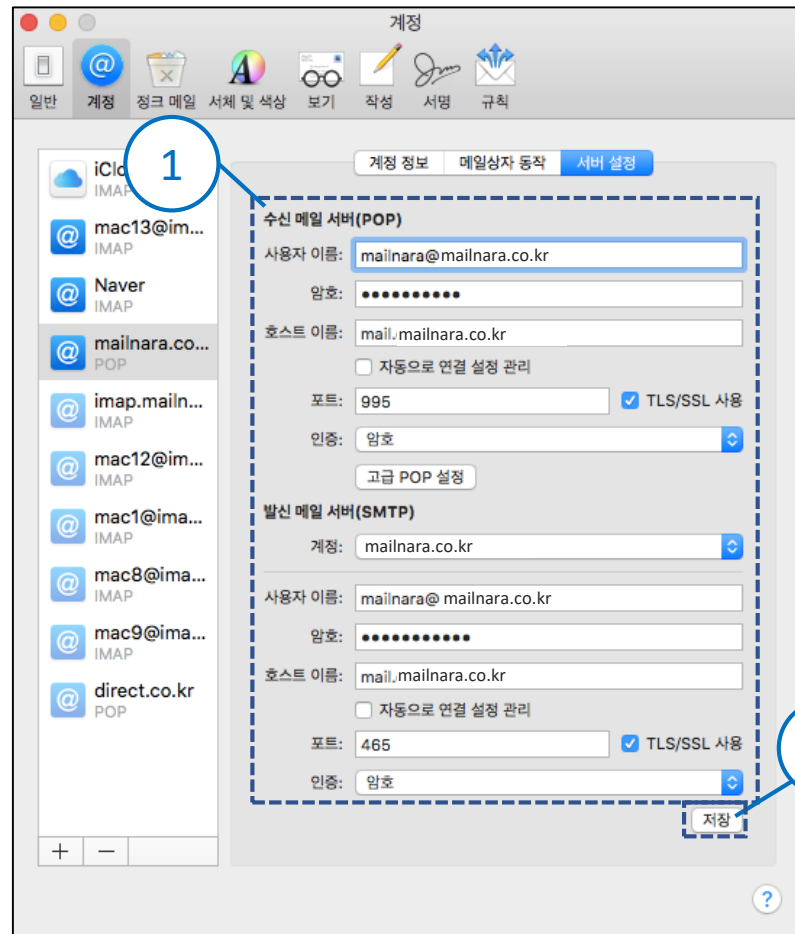 계정
일반 계정 정크 메일 서체 및 색상 보기 작성 서명 규칙
1
계정 정보 메일상자 동작 서버 설정
IMAP
mac13@im...
IMAP
Naver
IMAP
mailnara.co...
POP
imap.mailn...
IMAP
mac12@im...
IMAP
mac1@ima...
IMAP
mac8@ima...
IMAP
mac9@ima...
IMAP
direct.co.kr
POP
+ −
수신 메일 서버(POP)
사용자 이름: mailnara@mailnara.co.kr
암호: ••••••••••
호스트 이름: mail.mailnara.co.kr
자동으로 연결 설정 관리
포트: 995 TLS/SSL 사용
인증: 암호
고급 POP 설정
발신 메일 서버(SMTP)
계정: mailnara.co.kr
사용자 이름: mailnara@ mailnara.co.kr
암호: •••••••••••
호스트 이름: mail.mailnara.co.kr
자동으로 연결 설정 관리
포트: 465 TLS/SSL 사용
인증: 암호
저장
?